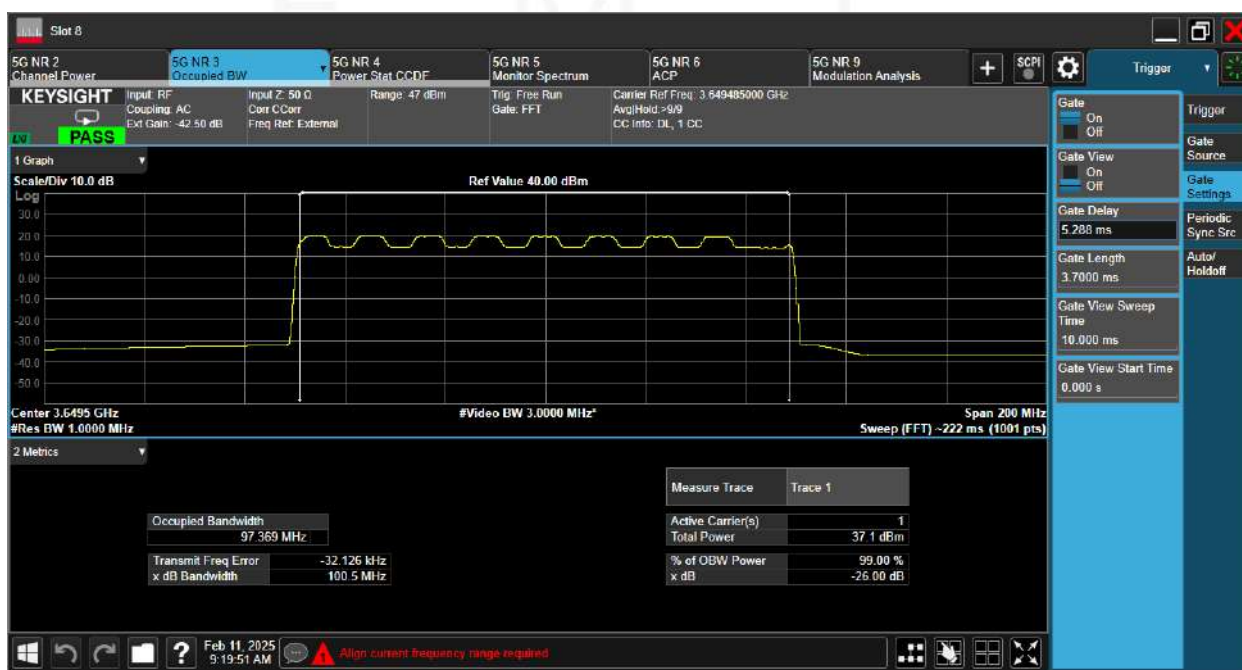 Slot 8
5G NR 2
Channel Power
5G NR 3
Occupied BW
5G NR 4
Power Stat CCDF
5G NR 5
Monitor Spectrum
5G NR 6
ACP
5G NR 9
Modulation Analysis
SCPI
Trigger
KEYSIGHT
Input: RF
Coupling: AC
Ext Gain: -42.50 dB
Input Z: 50 Ω
Corr CCorr
Freq Ref: External
Range: 47 dBm
Trig: Free Run
Gate: FFT
Carrier Ref Freq: 3.649485000 GHz
Avg|Hold:>9/9
CC Info: DL, 1 CC
PASS
1 Graph
Scale/Div 10.0 dB
Ref Value 40.00 dBm
Log
30.0
20.0
10.0
0.00
-10.0
-20.0
-30.0
-40.0
-50.0
Center 3.6495 GHz
#Video BW 3.0000 MHz*
Span 200 MHz
#Res BW 1.0000 MHz
Sweep (FFT) ~222 ms (1001 pts)
2 Metrics
Measure Trace Trace 1
Occupied Bandwidth
97.369 MHz
Active Carrier(s) 1
Total Power 37.1 dBm
Transmit Freq Error -32.126 kHz
x dB Bandwidth 100.5 MHz
% of OBW Power 99.00 %
x dB -26.00 dB
Gate
On
Off
Gate View
On
Off
Gate Delay
5.288 ms
Gate Length
3.7000 ms
Gate View Sweep
Time
10.000 ms
Gate View Start Time
0.000 s
Trigger
Gate
Source
Gate
Settings
Periodic
Sync Src
Auto/
Holdoff
?
Feb 11, 2025
9:19:51 AM
Align current frequency range required